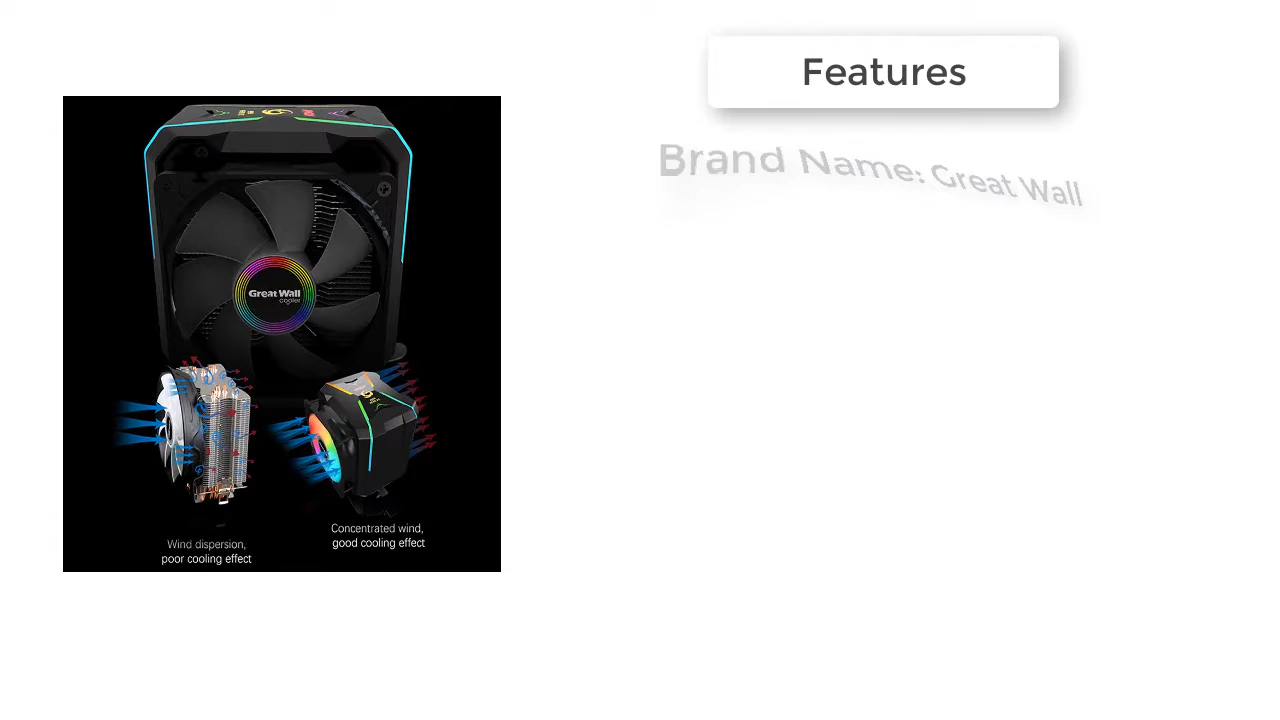 Features
Brand Name: Great Wall
Great Wall
cooler
Wind dispersion,
poor cooling effect
Concentrated wind,
good cooling effect